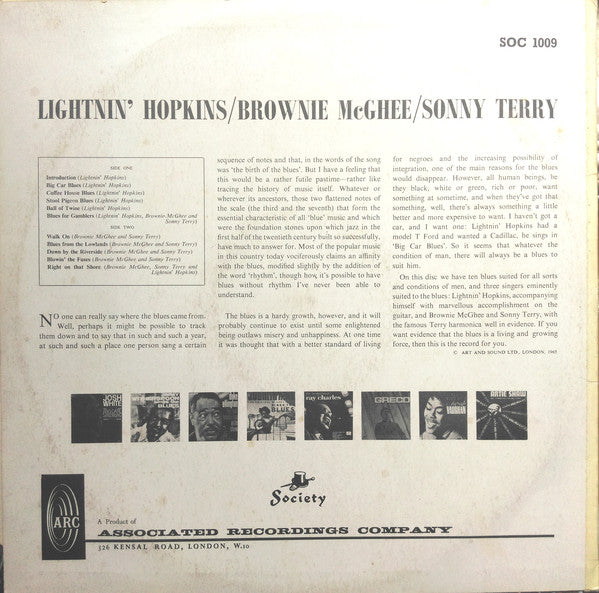 SOC 1009
LIGHTNIN' HOPKINS/BROWNIE McGHEE/SONNY TERRY
SIDE ONE
Introduction (Lightnin' Hopkins)
Big Car Blues (Lightnin' Hopkins)
Coffee House Blues (Lightnin' Hopkins)
Stool Pigeon Blues (Lightnin' Hopkins)
Ball of Twine (Lightnin' Hopkins)
Blues for Gamblers (Lightnin' Hopkins, Brownie McGhee and
Sonny Terry)
SIDE TWO
Walk On (Brownie McGhee and Sonny Terry)
Blues from the Lowlands (Brownie McGhee and Sonny Terry)
Down by the Riverside (Brownie McGhee and Sonny Terry)
Blowin' the Fuses (Brownie McGhee and Sonny Terry)
Right on that Shore (Brownie McGhee, Sonny Terry and
Lightnin' Hopkins)
NO one can really say where the blues came from.
Well, perhaps it might be possible to track
them down and to say that in such and such a year,
at such and such a place one person sang a certain
sequence of notes and that, in the words of the song
was 'the birth of the blues'. But I have a feeling that
this would be a rather futile pastime—rather like
tracing the history of music itself. Whatever or
wherever its ancestors, those two flattened notes of
the scale (the third and the seventh) that form the
essential characteristic of all 'blue' music and which
were the foundation stones upon which jazz in the
first half of the twentieth century built so successfully,
have much to answer for. Most of the popular music
in this country today vociferously claims an affinity
with the blues, modified slightly by the addition of the
word 'rhythm', though how, it's possible to have
blues without rhythm I've never been able to
understand.
The blues is a hardy growth, however, and it will
probably continue to exist until some enlightened
being outlaws misery and unhappiness. At one time
it was thought that with a better standard of living
for negroes and the increasing possibility of
integration, one of the main reasons for the blues
would disappear. However, all human beings, be
they black, white or green, rich or poor, want
something at sometime, and when they've got that
something, well, there's always something a little
better and more expensive to want. I haven't got a
car, and I want one: Lightnin' Hopkins had a
model T Ford and wanted a Cadillac, he sings in
'Big Car Blues'. So it seems that whatever the
condition of man, there will always be a blues to
suit him.
On this disc we have ten blues suited for all sorts
and conditions of men, and three singers eminently
suited to the blues: Lightnin' Hopkins, accompanying
himself with marvellous accomplishment on the
guitar, and Brownie McGhee and Sonny Terry, with
the famous Terry harmonica well in evidence. If you
want evidence that the blues is a living and growing
force, then this is the record for you.
© ART AND SOUND LTD., LONDON, 1965
JOSH
WHITE
BLUES
BLUES
ray charles
GRECO
VAUGHAN
ARTIE SHAW
Society
ARC
A Product of
ASSOCIATED RECORDINGS COMPANY
326 KENSAL ROAD, LONDON, W.10